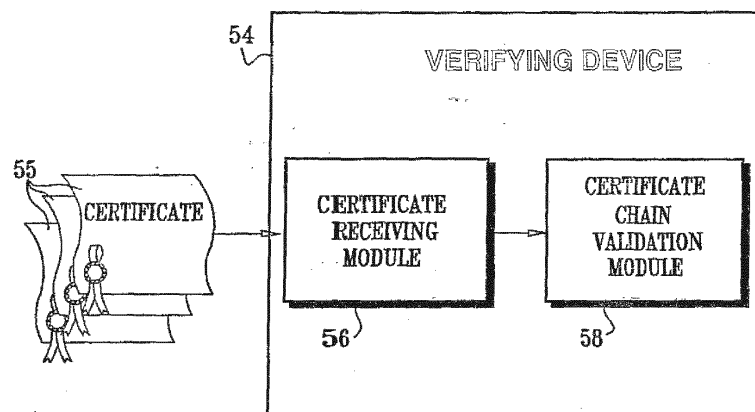 54
VERIFYING DEVICE
55
CERTIFICATE
CERTIFICATE
RECEIVING
MODULE
56
CERTIFICATE
CHAIN
VALIDATION
MODULE
58